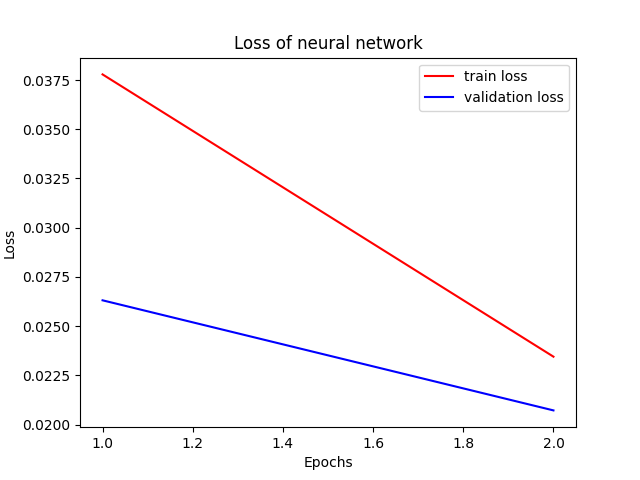 Loss of neural network
train loss
validation loss
0.0375
0.0350
0.0325
0.0300
0.0275
0.0250
0.0225
0.0200
Loss
1.0 1.2 1.4 1.6 1.8 2.0
Epochs